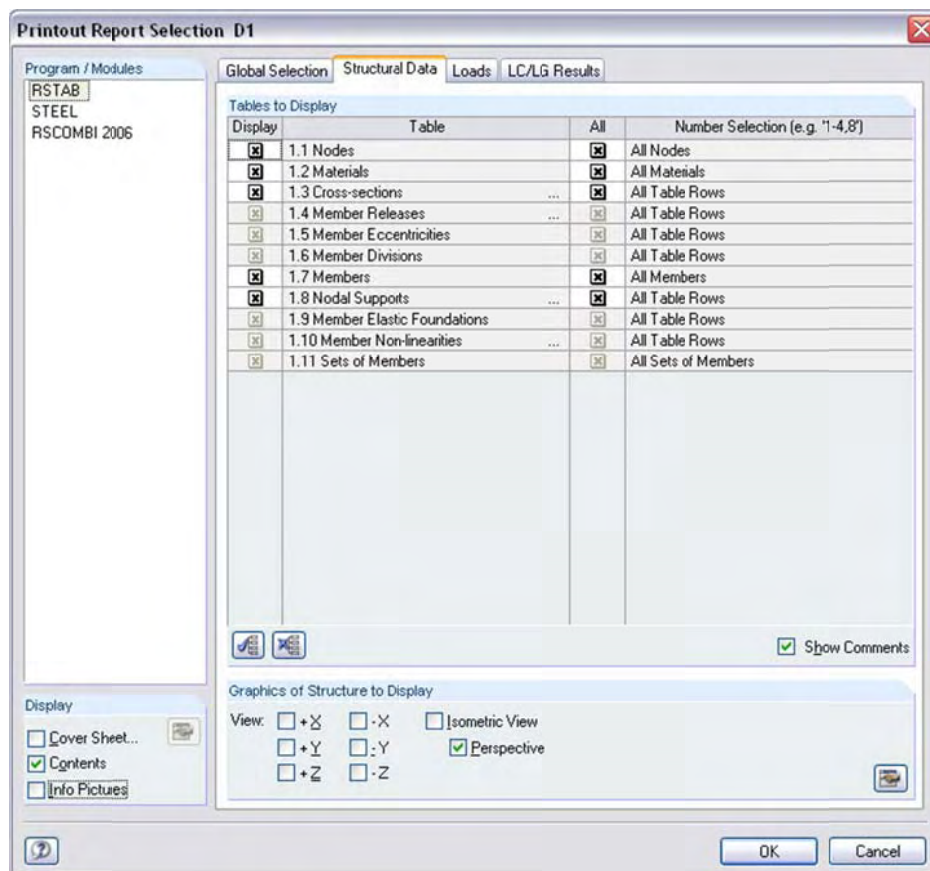 Printout Report Selection D1
Program / Modules
RSTAB
STEEL
RSCOMBI 2006
Global Selection Structural Data Loads LC/LG Results
Tables to Display
Display Table All Number Selection (e.g. '1-4,8')
1.1 Nodes All Nodes
1.2 Materials All Materials
1.3 Cross-sections ... All Table Rows
1.4 Member Releases ... All Table Rows
1.5 Member Eccentricities All Table Rows
1.6 Member Divisions All Table Rows
1.7 Members All Members
1.8 Nodal Supports ... All Table Rows
1.9 Member Elastic Foundations All Table Rows
1.10 Member Non-linearities ... All Table Rows
1.11 Sets of Members All Sets of Members
Show Comments
Display
Cover Sheet...
Contents
Info Pictures
Graphics of Structure to Display
View: +X -X Isometric View
+Y -Y Perspective
+Z -Z
OK Cancel